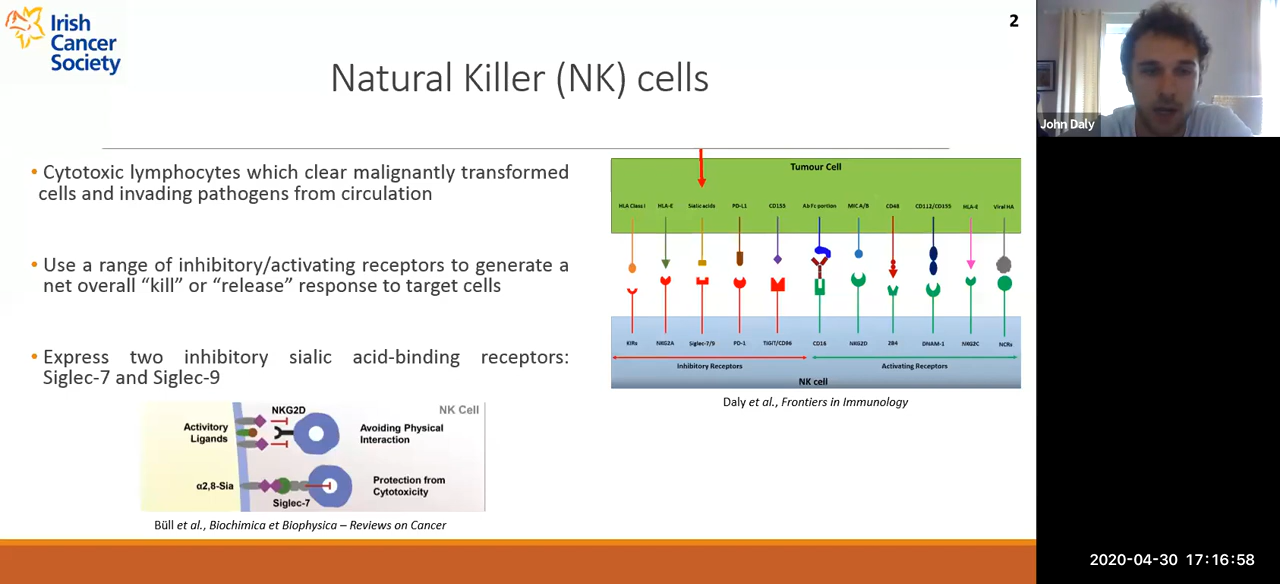 Irish
Cancer
Society
2
Natural Killer (NK) cells
John Daly
• Cytotoxic lymphocytes which clear malignantly transformed
cells and invading pathogens from circulation
• Use a range of inhibitory/activating receptors to generate a
net overall “kill” or “release” response to target cells
• Express two inhibitory sialic acid-binding receptors:
Siglec-7 and Siglec-9
Tumour Cell
HLA Class I HLA-E Sialic acids PD-L1 CD155 Ab Fc portion MIC A/B CD48 CD112/CD155 HLA-E Viral HA
KIRs NKG2A Siglec-7/9 PD-1 TIGIT/CD96 CD16 NKG2D 2B4 DNAM-1 NKG2C NCRs
Inhibitory Receptors Activating Receptors
NK cell
Daly et al., Frontiers in Immunology
NKG2D NK Cell
Activitory
Ligands
Avoiding Physical
Interaction
α2,8-Sia
Protection from
Cytotoxicity
Siglec-7
Büll et al., Biochimica et Biophysica – Reviews on Cancer
2020-04-30 17:16:58